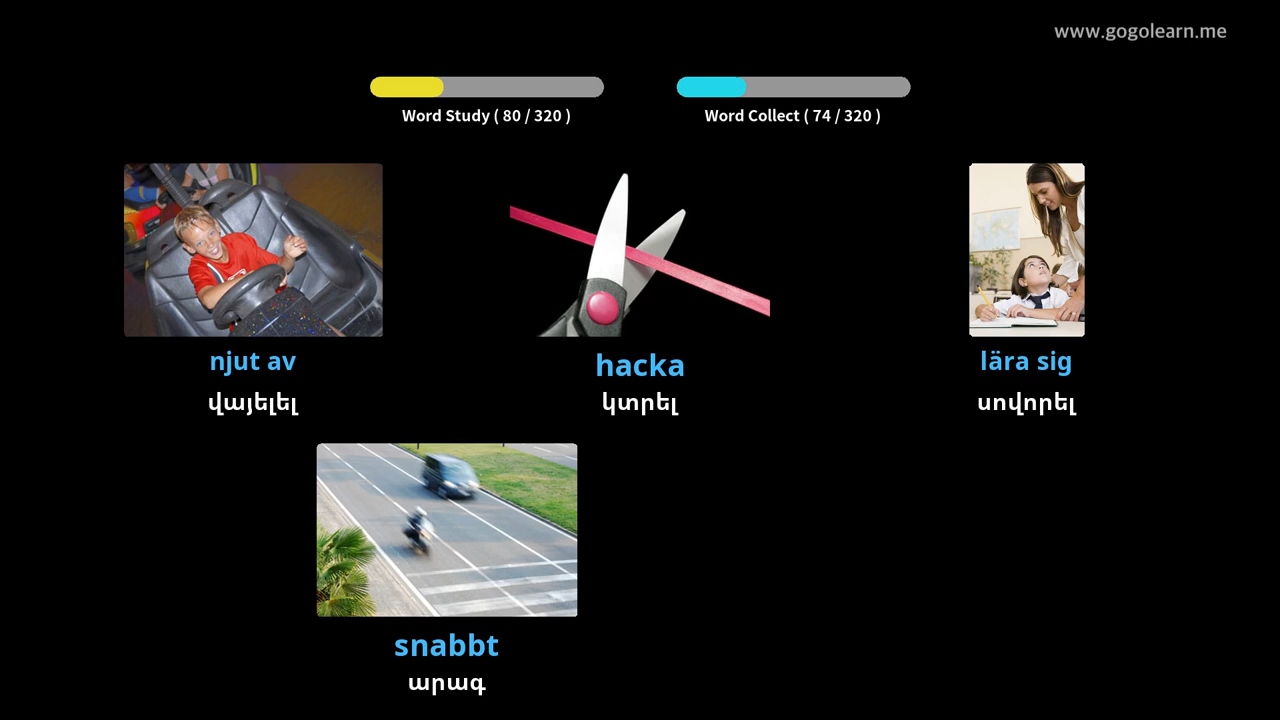 www.gogolearn.me
Word Study ( 80 / 320 )
Word Collect ( 74 / 320 )
njut av
hacka
lära sig
վայելել
կտրել
սովորել
snabbt
արագ